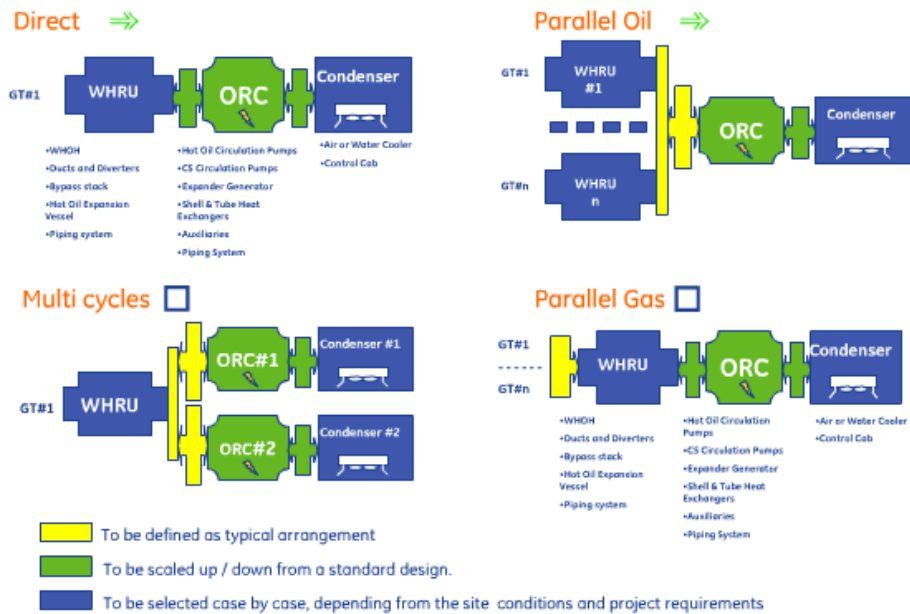 Direct
GT#1
WHRU
ORC
Condenser
•WHOH
•Ducts and Diverters
•Bypass stack
•Hot Oil Expansion
Vessel
•Piping system
•Hot Oil Circulation Pumps
•C5 Circulation Pumps
•Expander Generator
•Shell & Tube Heat
Exchangers
•Auxiliaries
•Piping System
•Air or Water Cooler
•Control Cab
Parallel Oil
GT#1
WHRU
#1
GT#n
WHRU
n
ORC
Condenser
Multi cycles
GT#1
WHRU
ORC#1
Condenser #1
ORC#2
Condenser #2
Parallel Gas
GT#1
GT#n
WHRU
ORC
Condenser
•WHOH
•Ducts and Diverters
•Bypass stack
•Hot Oil Expansion
Vessel
•Piping system
•Hot Oil Circulation
Pumps
•C5 Circulation Pumps
•Expander Generator
•Shell & Tube Heat
Exchangers
•Auxiliaries
•Piping System
•Air or Water Cooler
•Control Cab
To be defined as typical arrangement
To be scaled up / down from a standard design.
To be selected case by case, depending from the site conditions and project requirements